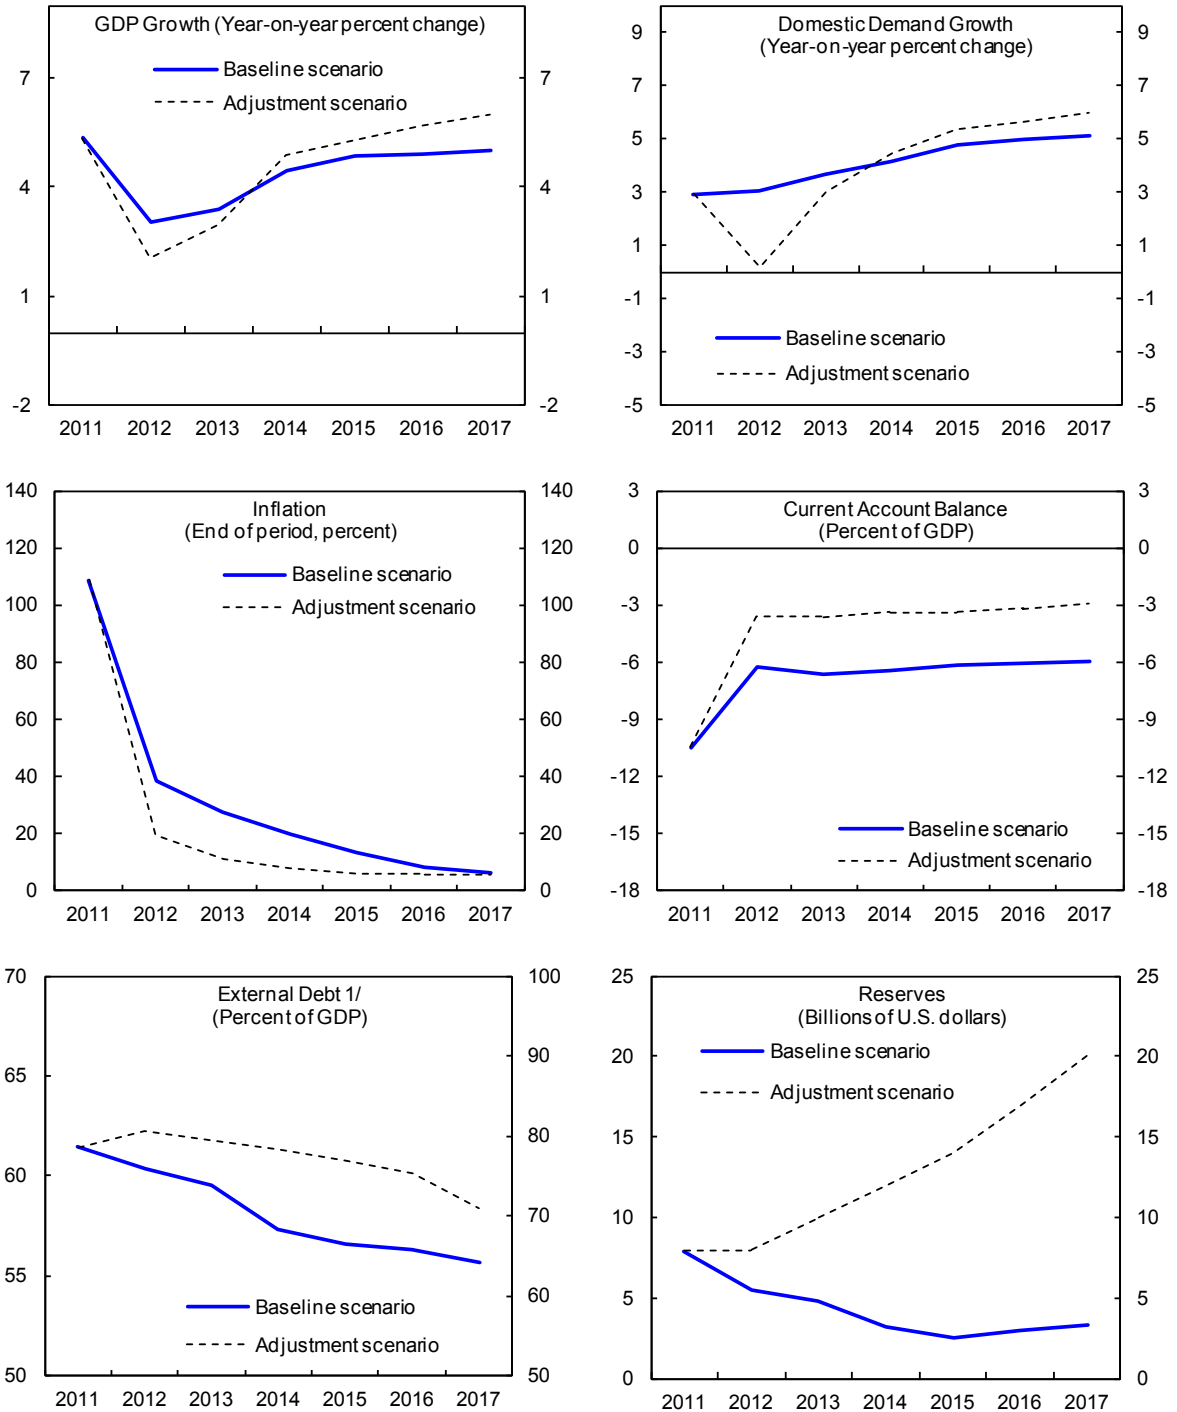 GDP Growth (Year-on-year percent change)
Baseline scenario
Adjustment scenario
7
4
1
-2
7
4
1
-2
2011 2012 2013 2014 2015 2016 2017
Domestic Demand Growth
(Year-on-year percent change)
9
7
5
3
1
-1
-3
-5
9
7
5
3
1
-1
-3
-5
Baseline scenario
Adjustment scenario
2011 2012 2013 2014 2015 2016 2017
Inflation
(End of period, percent)
Baseline scenario
Adjustment scenario
140
120
100
80
60
40
20
0
140
120
100
80
60
40
20
0
2011 2012 2013 2014 2015 2016 2017
Current Account Balance
(Percent of GDP)
3
0
-3
-6
-9
-12
-15
-18
3
0
-3
-6
-9
-12
-15
-18
Baseline scenario
Adjustment scenario
2011 2012 2013 2014 2015 2016 2017
External Debt 1/
(Percent of GDP)
70
65
60
55
50
100
90
80
70
60
50
Baseline scenario
Adjustment scenario
2011 2012 2013 2014 2015 2016 2017
Reserves
(Billions of U.S. dollars)
Baseline scenario
Adjustment scenario
25
20
15
10
5
0
25
20
15
10
5
0
2011 2012 2013 2014 2015 2016 2017